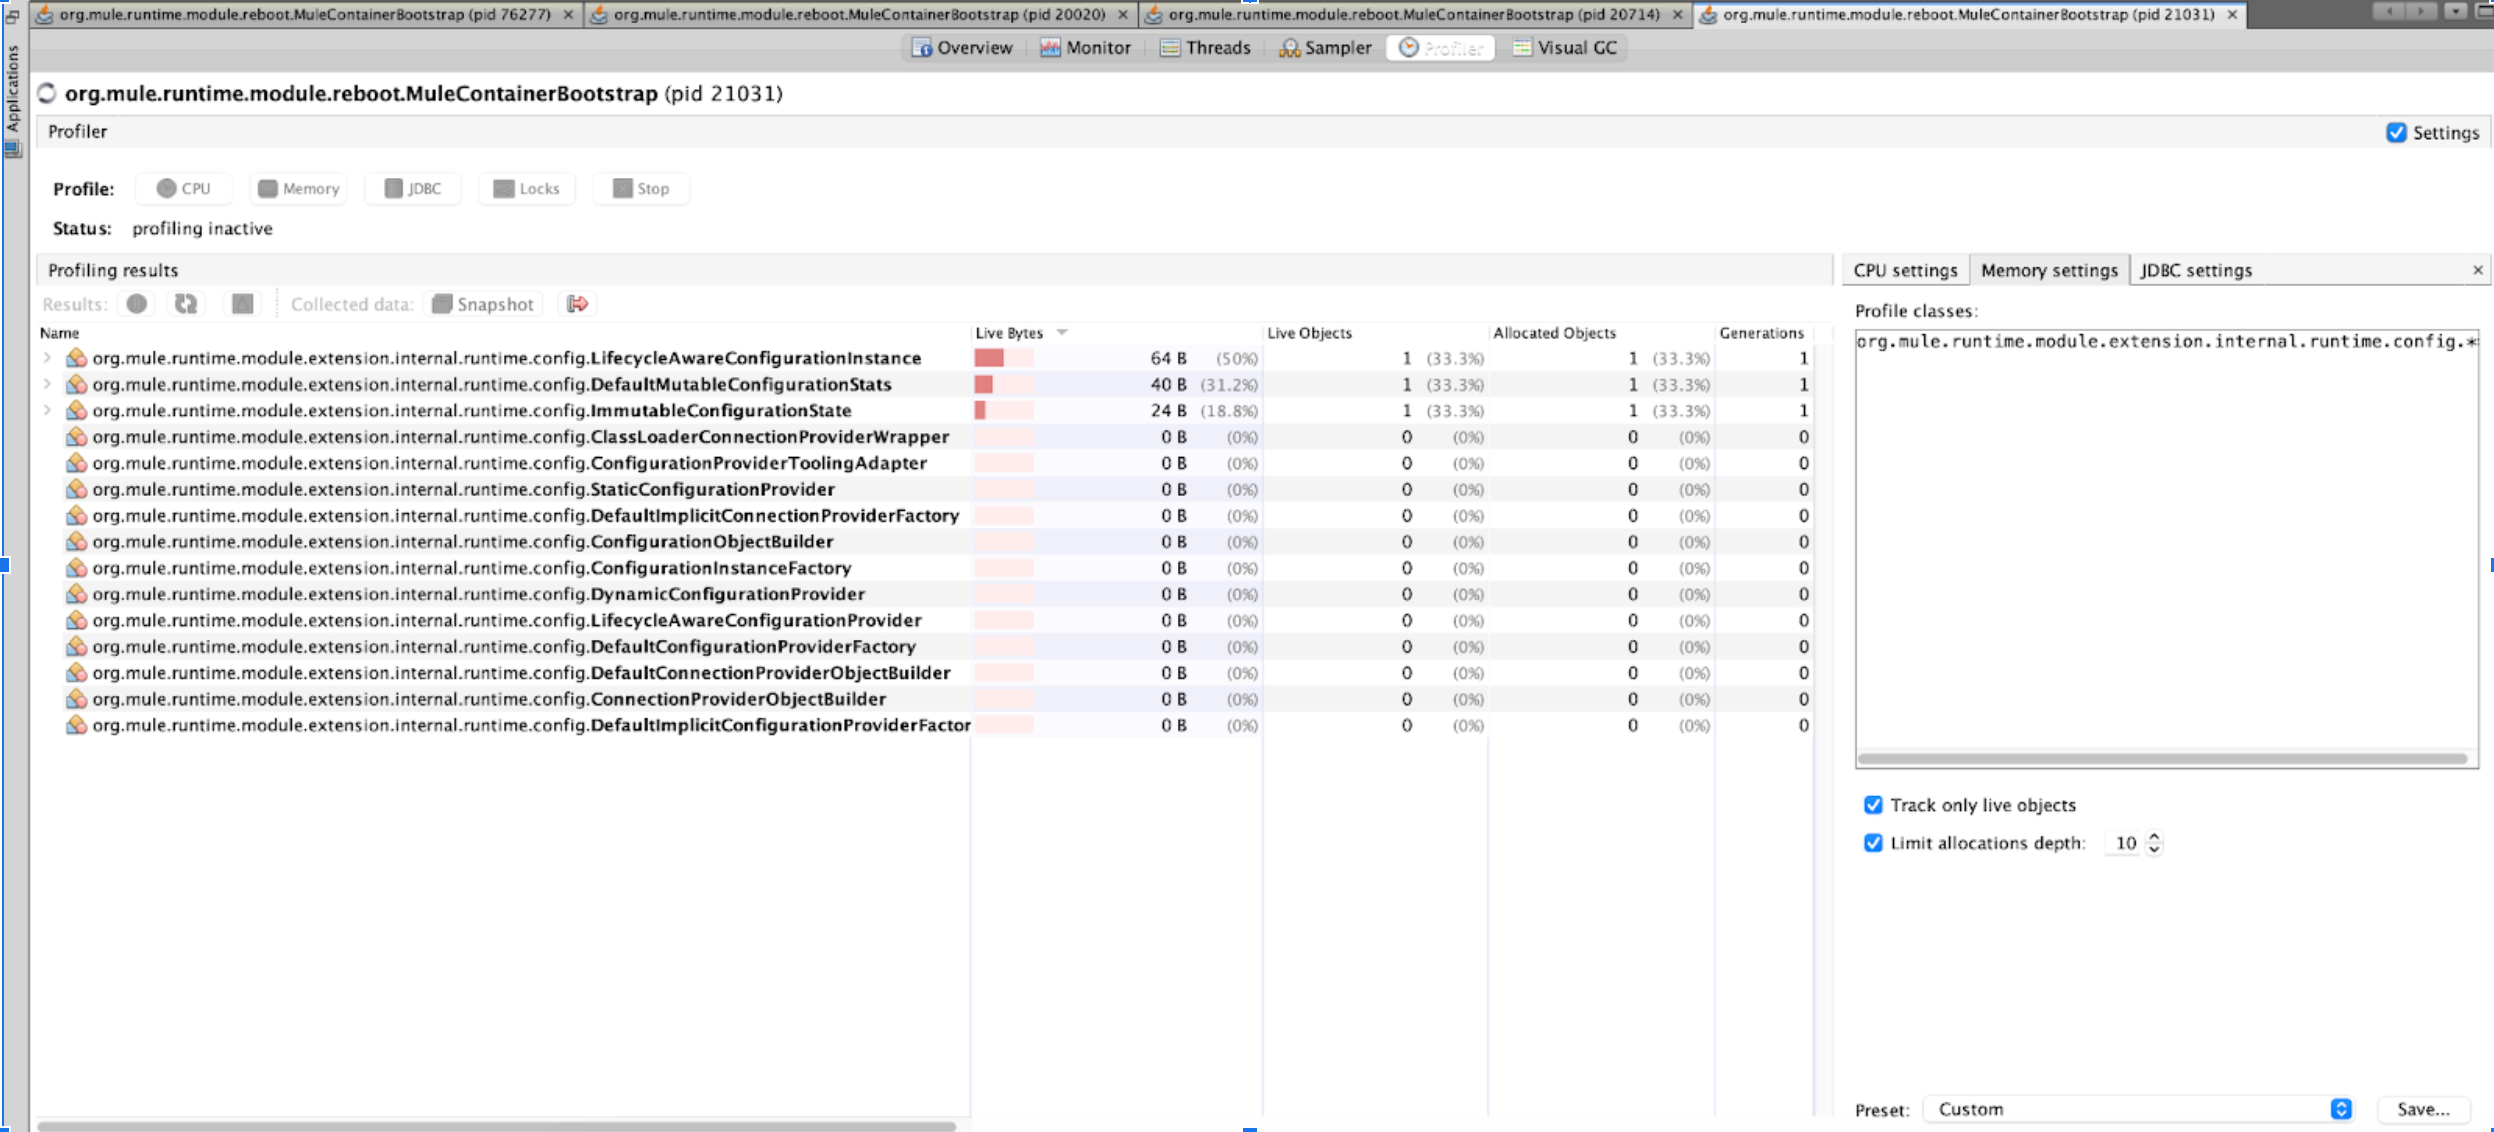 org.mule.runtime.module.reboot.MuleContainerBootstrap (pid 76277) × org.mule.runtime.module.reboot.MuleContainerBootstrap (pid 20020) × org.mule.runtime.module.reboot.MuleContainerBootstrap (pid 20714) × org.mule.runtime.module.reboot.MuleContainerBootstrap (pid 21031) ×
Applications
Overview Monitor Threads Sampler Profiler Visual GC
org.mule.runtime.module.reboot.MuleContainerBootstrap (pid 21031)
Profiler Settings
Profile: CPU Memory JDBC Locks Stop
Status: profiling inactive
Profiling results
Results: Collected data: Snapshot
Name Live Bytes Live Objects Allocated Objects Generations
org.mule.runtime.module.extension.internal.runtime.config.LifecycleAwareConfigurationInstance 64 B (50%) 1 (33.3%) 1 (33.3%) 1
org.mule.runtime.module.extension.internal.runtime.config.DefaultMutableConfigurationStats 40 B (31.2%) 1 (33.3%) 1 (33.3%) 1
org.mule.runtime.module.extension.internal.runtime.config.ImmutableConfigurationState 24 B (18.8%) 1 (33.3%) 1 (33.3%) 1
org.mule.runtime.module.extension.internal.runtime.config.ClassLoaderConnectionProviderWrapper 0 B (0%) 0 (0%) 0 (0%) 0
org.mule.runtime.module.extension.internal.runtime.config.ConfigurationProviderToolingAdapter 0 B (0%) 0 (0%) 0 (0%) 0
org.mule.runtime.module.extension.internal.runtime.config.StaticConfigurationProvider 0 B (0%) 0 (0%) 0 (0%) 0
org.mule.runtime.module.extension.internal.runtime.config.DefaultImplicitConnectionProviderFactory 0 B (0%) 0 (0%) 0 (0%) 0
org.mule.runtime.module.extension.internal.runtime.config.ConfigurationObjectBuilder 0 B (0%) 0 (0%) 0 (0%) 0
org.mule.runtime.module.extension.internal.runtime.config.ConfigurationInstanceFactory 0 B (0%) 0 (0%) 0 (0%) 0
org.mule.runtime.module.extension.internal.runtime.config.DynamicConfigurationProvider 0 B (0%) 0 (0%) 0 (0%) 0
org.mule.runtime.module.extension.internal.runtime.config.LifecycleAwareConfigurationProvider 0 B (0%) 0 (0%) 0 (0%) 0
org.mule.runtime.module.extension.internal.runtime.config.DefaultConfigurationProviderFactory 0 B (0%) 0 (0%) 0 (0%) 0
org.mule.runtime.module.extension.internal.runtime.config.DefaultConnectionProviderObjectBuilder 0 B (0%) 0 (0%) 0 (0%) 0
org.mule.runtime.module.extension.internal.runtime.config.ConnectionProviderObjectBuilder 0 B (0%) 0 (0%) 0 (0%) 0
org.mule.runtime.module.extension.internal.runtime.config.DefaultImplicitConfigurationProviderFactor 0 B (0%) 0 (0%) 0 (0%) 0
CPU settings Memory settings JDBC settings ×
Profile classes:
org.mule.runtime.module.extension.internal.runtime.config.*
Track only live objects
Limit allocations depth: 10
Preset: Custom Save...